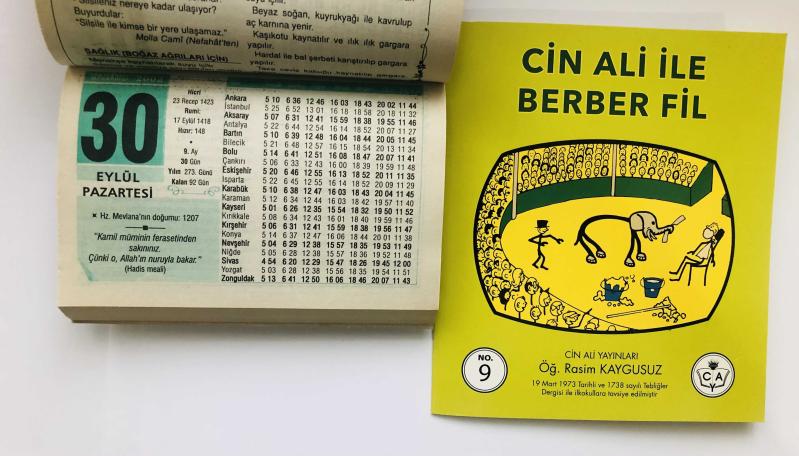 "Silsileniz nereye kadar ulaşıyor?
Buyurdular:
"Silsile ile kimse bir yere ulaşamaz."
Molla Camî (Nefahât'ten)
SAĞLIK (BOĞAZ AĞRILARI İÇİN)
Beyaz soğan, kuyrukyağı ile kavrulup
aç karnına yenir.
Kaşıkotu kaynatılır ve ılık ılık gargara
yapılır.
Hardal ile bal şerbeti karıştırılıp gargara
yapılır.
30
EYLÜL
PAZARTESİ
Hicrî
23 Recep 1423
Rumi:
17 Eylül 1418
Hızır: 148
9. Ay
30 Gün
Yılın 273. Günü
Kalan 92 Gün
Hz. Mevlana'nın doğumu: 1207
"Kamil müminin ferasetinden
sakınınız.
Çünki o, Allah'ın nuruyla bakar."
(Hadis meali)
Ankara 5 10 6 36 12 46 16 03 18 43 20 02 11 44
İstanbul 5 25 6 52 13 01 16 18 18 58 20 18 11 32
Aksaray 5 07 6 31 12 41 15 59 18 38 19 55 11 46
Antalya 5 22 6 44 12 54 16 14 18 52 20 07 11 27
Bartın 5 10 6 39 12 48 16 04 18 44 20 05 11 45
Bilecik 5 21 6 48 12 57 16 15 18 54 20 13 11 34
Bolu 5 14 6 41 12 51 16 08 18 47 20 07 11 41
Çankırı 5 06 6 33 12 43 16 00 18 39 19 59 11 48
Eskişehir 5 20 6 46 12 55 16 13 18 52 20 11 11 35
Isparta 5 22 6 45 12 55 16 14 18 52 20 09 11 29
Karabük 5 10 6 38 12 47 16 03 18 43 20 04 11 45
Karaman 5 12 6 34 12 44 16 03 18 42 19 57 11 40
Kayseri 5 01 6 26 12 35 15 54 18 32 19 50 11 52
Kırıkkale 5 08 6 34 12 43 16 01 18 40 19 59 11 46
Kırşehir 5 06 6 31 12 41 15 59 18 38 19 56 11 47
Konya 5 14 6 37 12 47 16 06 18 44 20 01 11 38
Nevşehir 5 04 6 29 12 38 15 57 18 35 19 53 11 49
Niğde 5 05 6 28 12 38 15 57 18 36 19 52 11 48
Sivas 4 54 6 20 12 29 15 47 18 26 19 45 12 00
Yozgat 5 03 6 28 12 38 15 56 18 35 19 54 11 51
Zonguldak 5 13 6 41 12 50 16 06 18 46 20 07 11 43
CİN ALİ İLE
BERBER FİL
NO.
9
CİN ALİ YAYINLARI
Öğ. Rasim KAYGUSUZ
19 Mart 1973 Tarihli ve 1738 sayılı Tebliğler
Dergisi ile ilkokullara tavsiye edilmiştir
C A